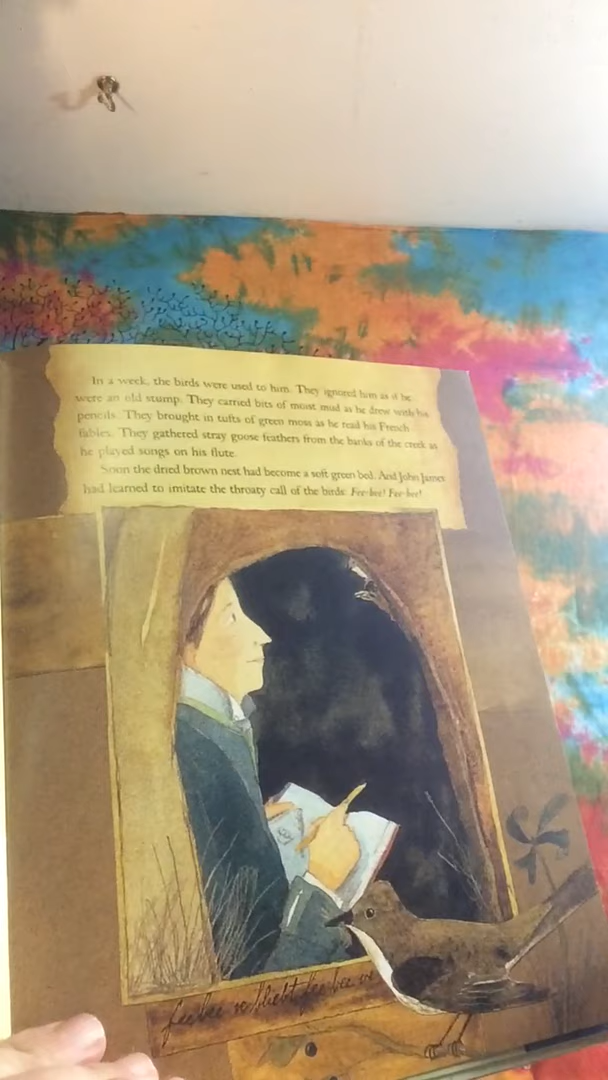 In a week, the birds were used to him. They ignored him as if he
were an old stump. They carried bits of moist mud as he drew with his
pencils. They brought in tufts of green moss as he read his French
fables. They gathered stray goose feathers from the banks of the creek as
he played songs on his flute.
Soon the dried brown nest had become a soft green bed. And John James
had learned to imitate the throaty call of the birds: Fee-bee! Fee-bee!
feebee fee bee